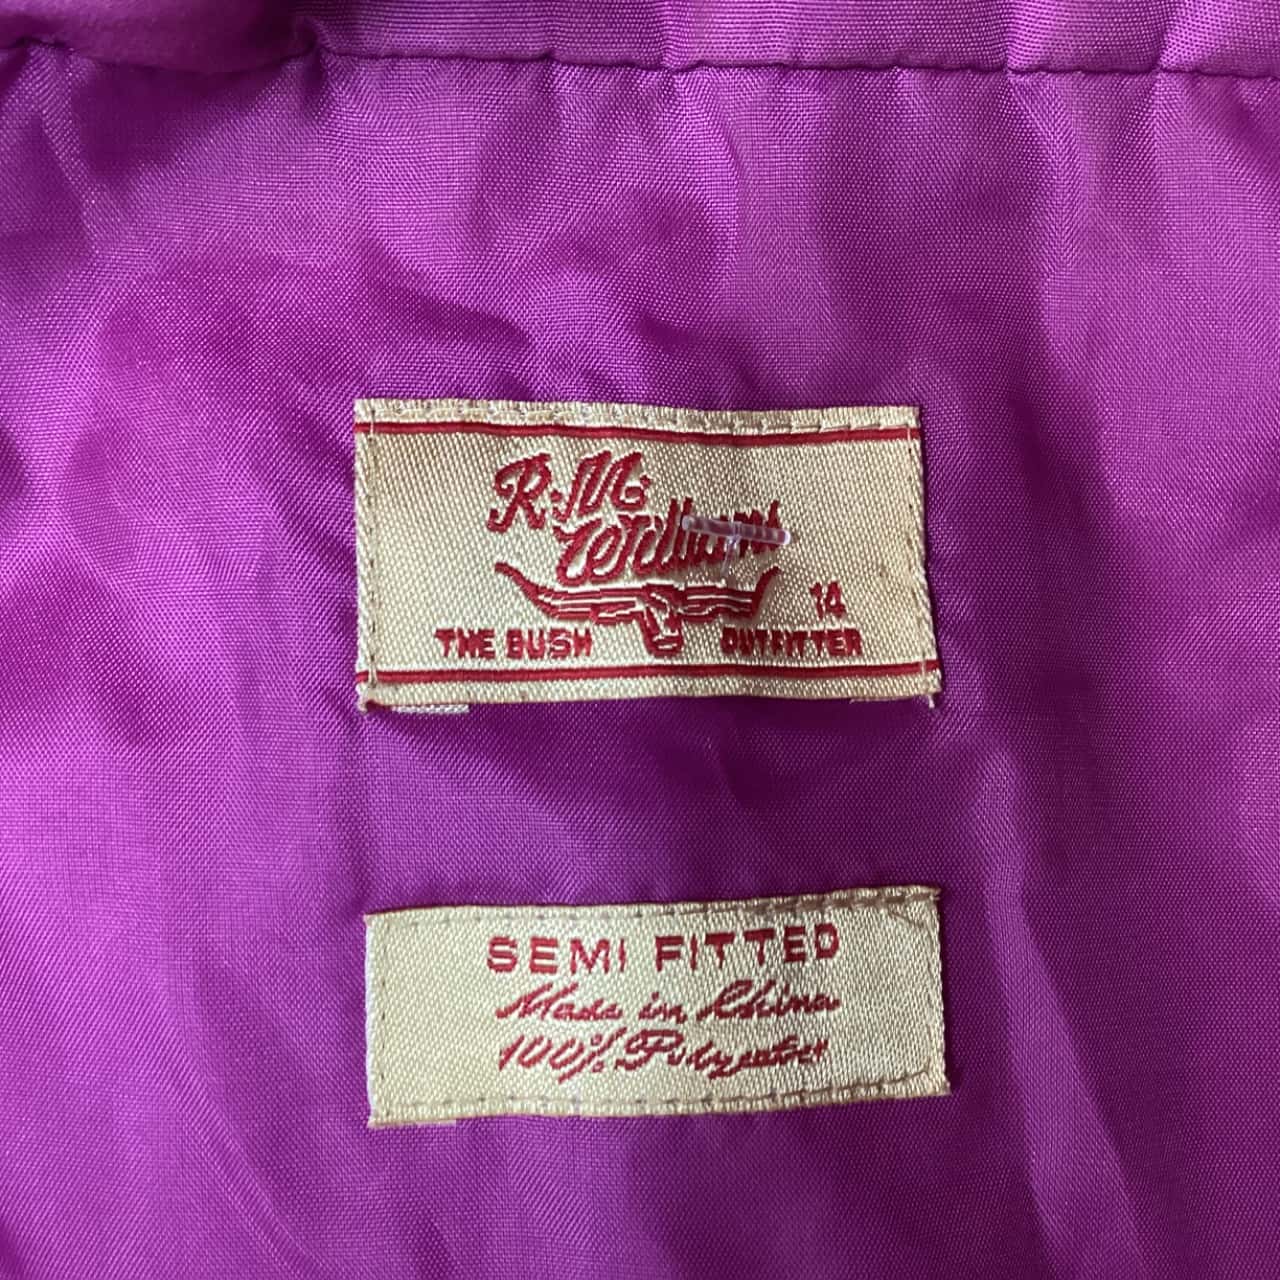 R.M.
Williams
14
THE BUSH OUTFITTER
SEMI FITTED
Made in China
100% Polyester